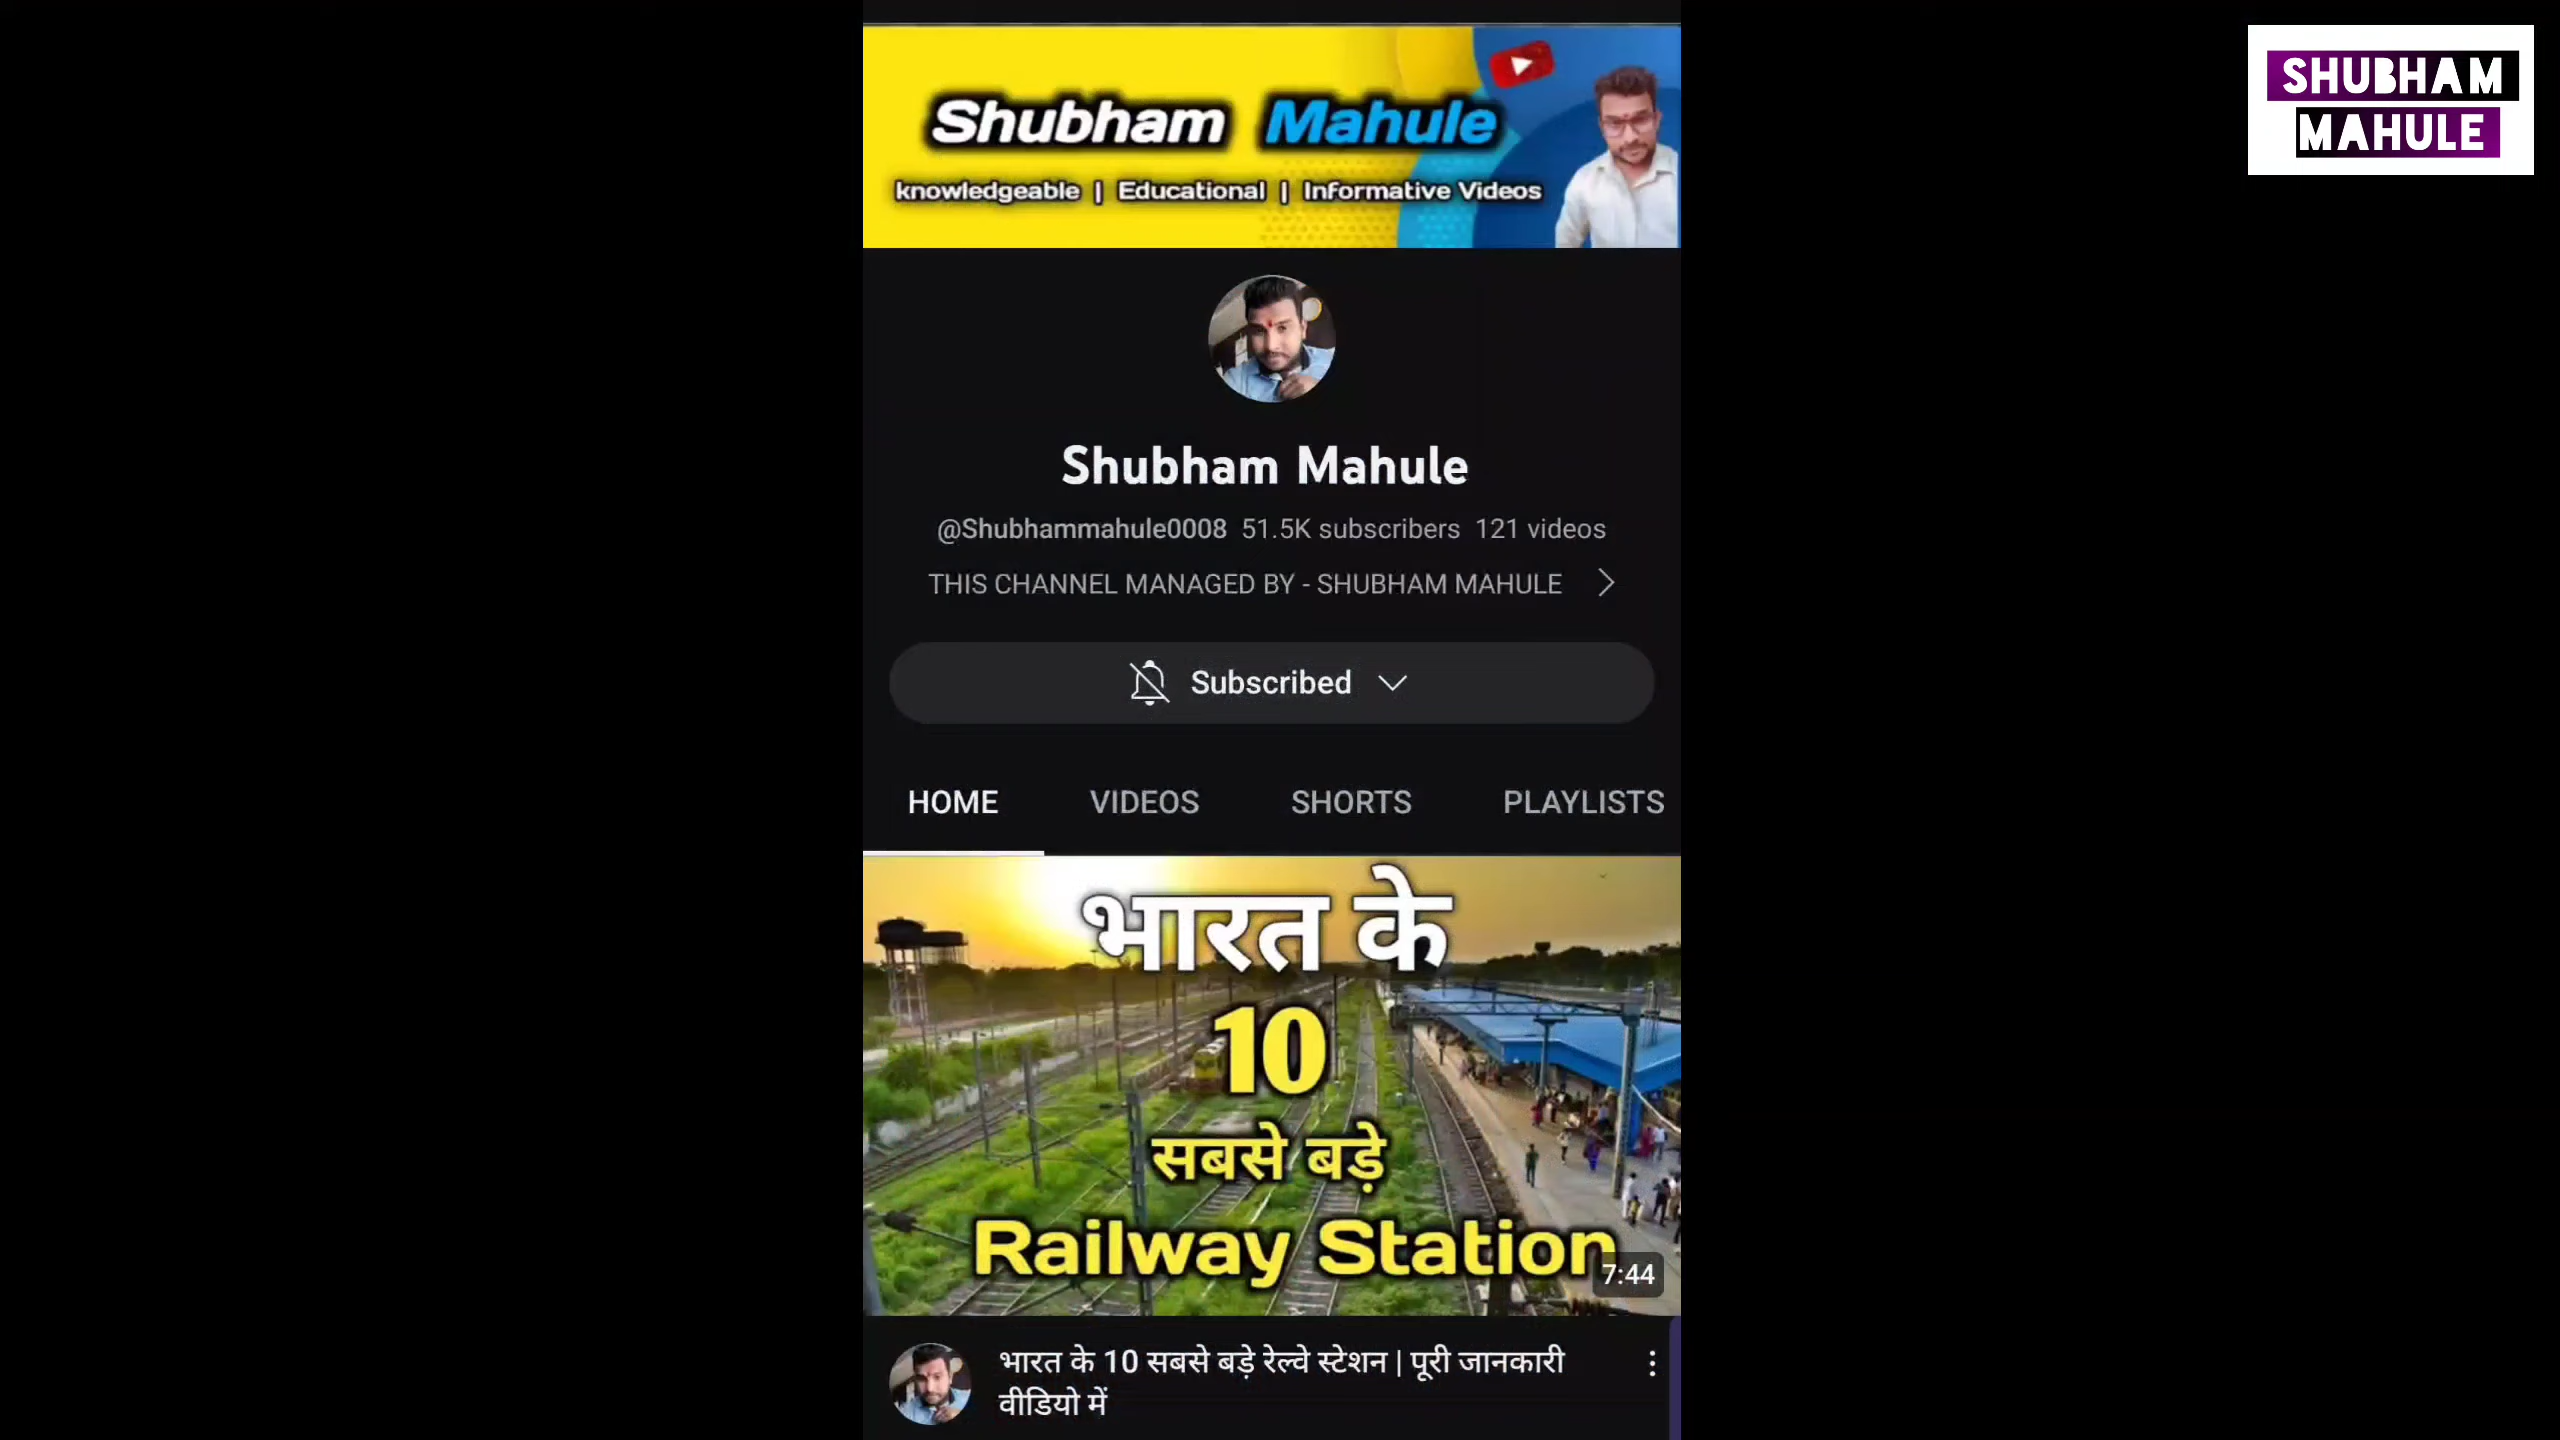 Shubham Mahule
knowledgeable | Educational | Informative Videos
SHUBHAM
MAHULE
Shubham Mahule
@Shubhammahule0008 51.5K subscribers 121 videos
THIS CHANNEL MANAGED BY - SHUBHAM MAHULE
Subscribed
HOME VIDEOS SHORTS PLAYLISTS
भारत के
10
सबसे बड़े
Railway Station
7:44
भारत के 10 सबसे बड़े रेल्वे स्टेशन | पूरी जानकारी
वीडियो में